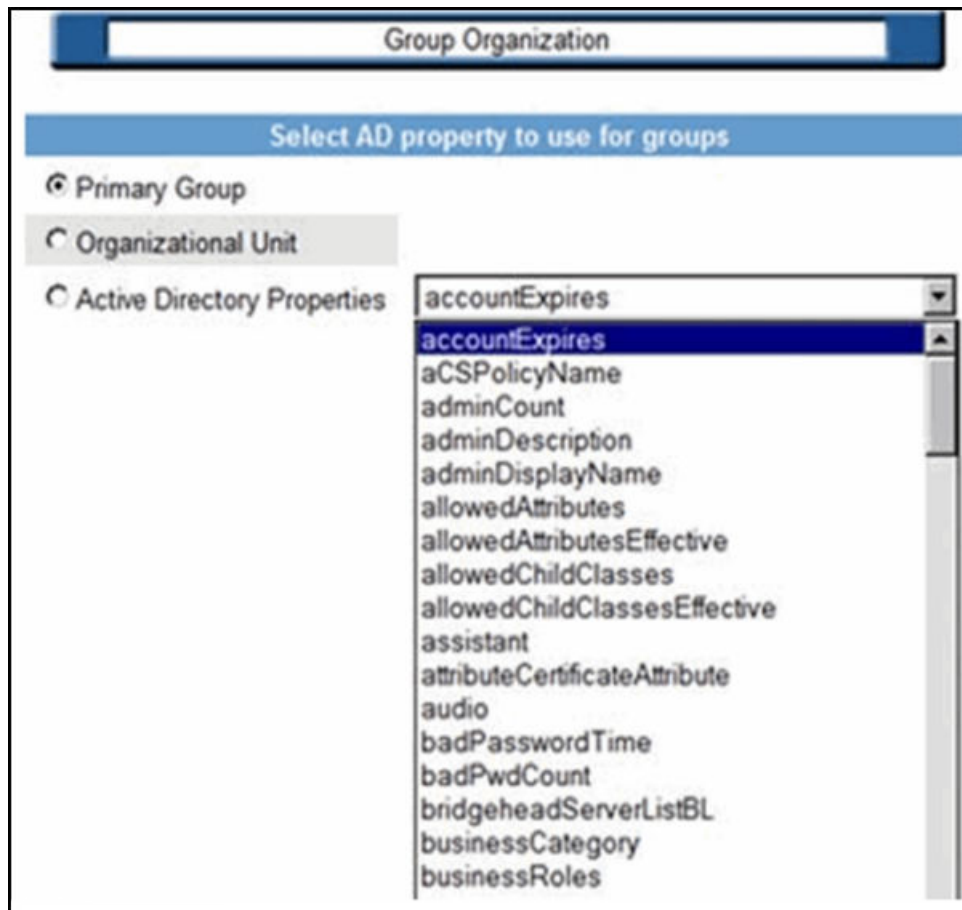 Group Organization
Select AD property to use for groups
Primary Group
Organizational Unit
Active Directory Properties
accountExpires
accountExpires
aCSPolicyName
adminCount
adminDescription
adminDisplayName
allowedAttributes
allowedAttributesEffective
allowedChildClasses
allowedChildClassesEffective
assistant
attributeCertificateAttribute
audio
badPasswordTime
badPwdCount
bridgeheadServerListBL
businessCategory
businessRoles